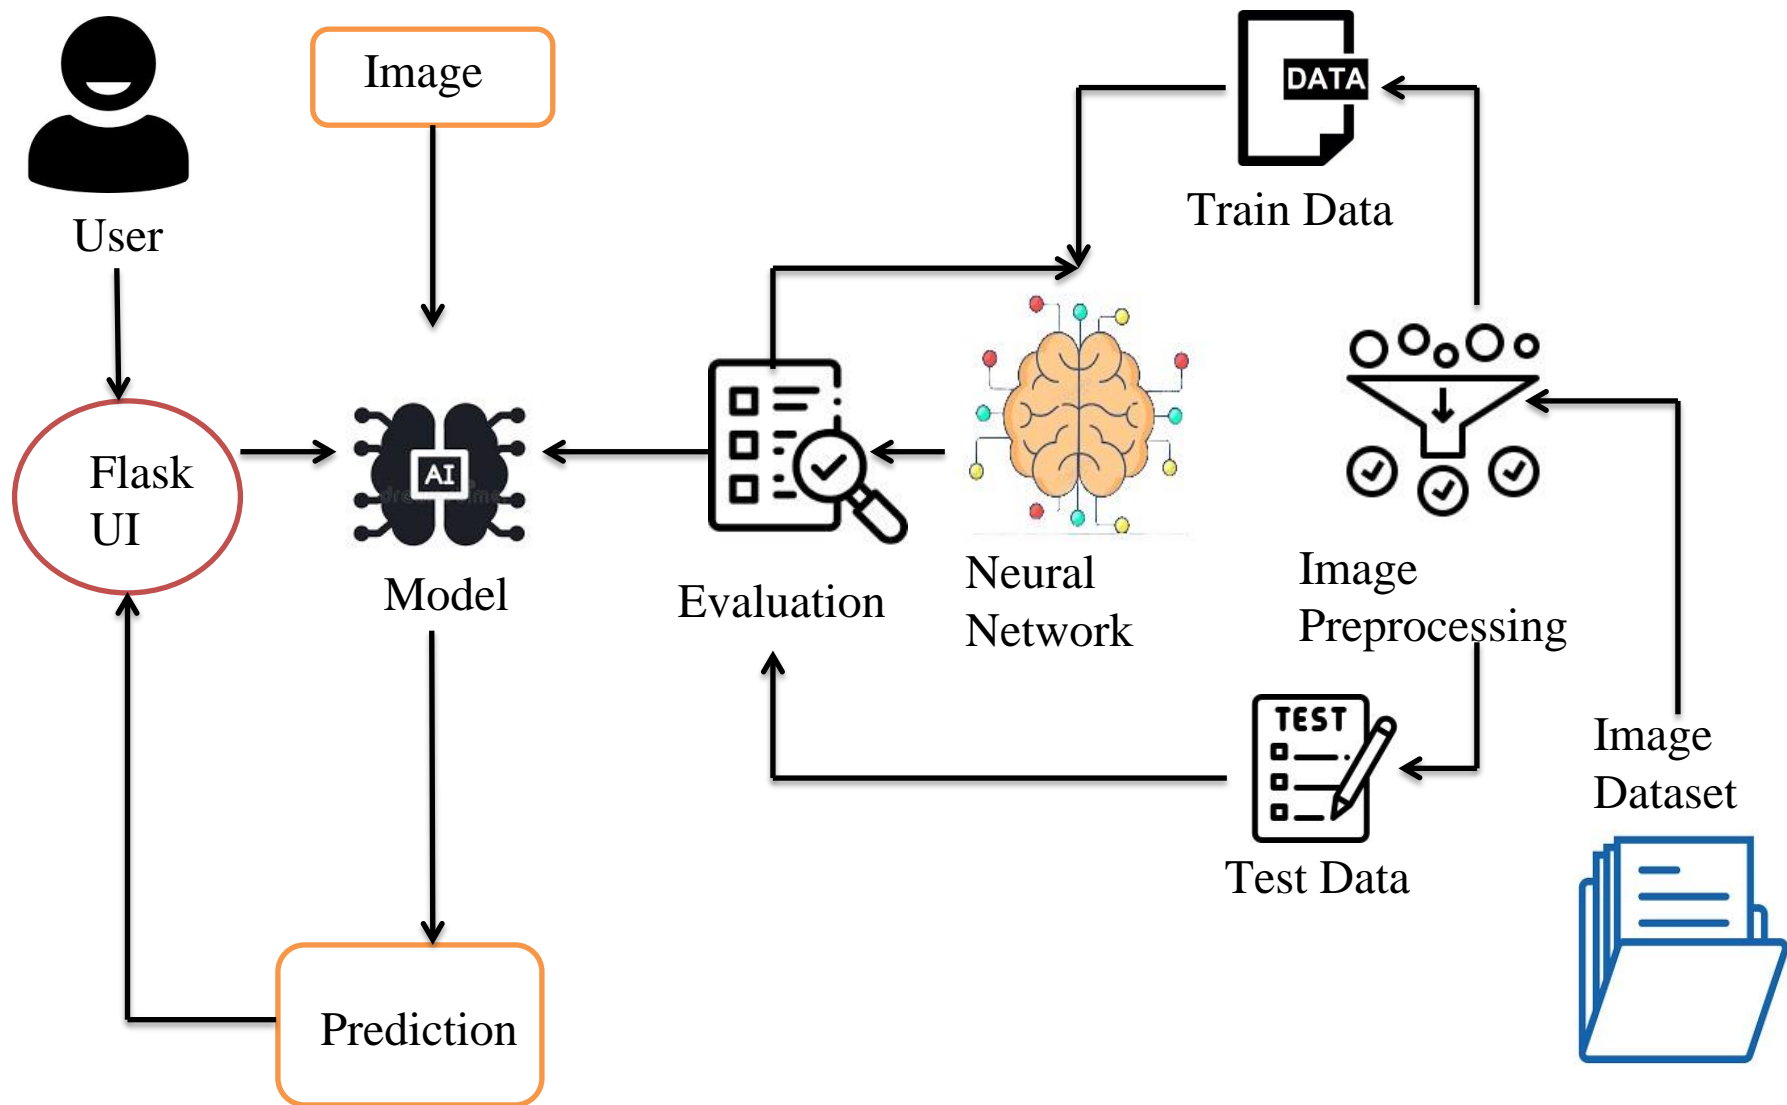 Image
DATA
Train Data
User
Flask
UI
AI
Model
Evaluation
Neural
Network
Image
Preprocessing
TEST
Test Data
Image
Dataset
Prediction